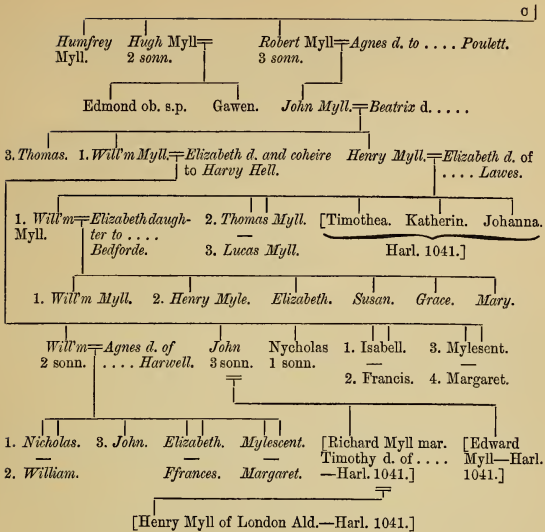 σ
Humfrey Hugh Myll Robert Myll Agnes d. to . . . . Poulett.
Myll. 2 sonn. 3 sonn.
Edmond ob. s.p. Gawen. John Myll. Beatrix d. . . . .
3. Thomas. 1. Will'm Myll. Elizabeth d. and coheire Henry Myll. Elizabeth d. of
to Harvy Hell. . . . . Lawes.
1. Will'm Elizabeth daugh- 2. Thomas Myll. [Timothea. Katherin. Johanna.
Myll. ter to . . . . —
Bedforde. 3. Lucas Myll. Harl. 1041.]
1. Will'm Myll. 2. Henry Myle. Elizabeth. Susan. Grace. Mary.
Will'm Agnes d. of John Nycholas 1. Isabell. 3. Mylesent.
2 sonn. . . . . Harwell. 3 sonn. 1 sonn. — —
2. Francis. 4. Margaret.
1. Nicholas. 3. John. Elizabeth. Mylescent. [Richard Myll mar. [Edward
— — — Timothy d. of . . . . Myll—Harl.
2. William. Ffrances. Margaret. —Harl. 1041.] 1041.]
[Henry Myll of London Ald.—Harl. 1041.]